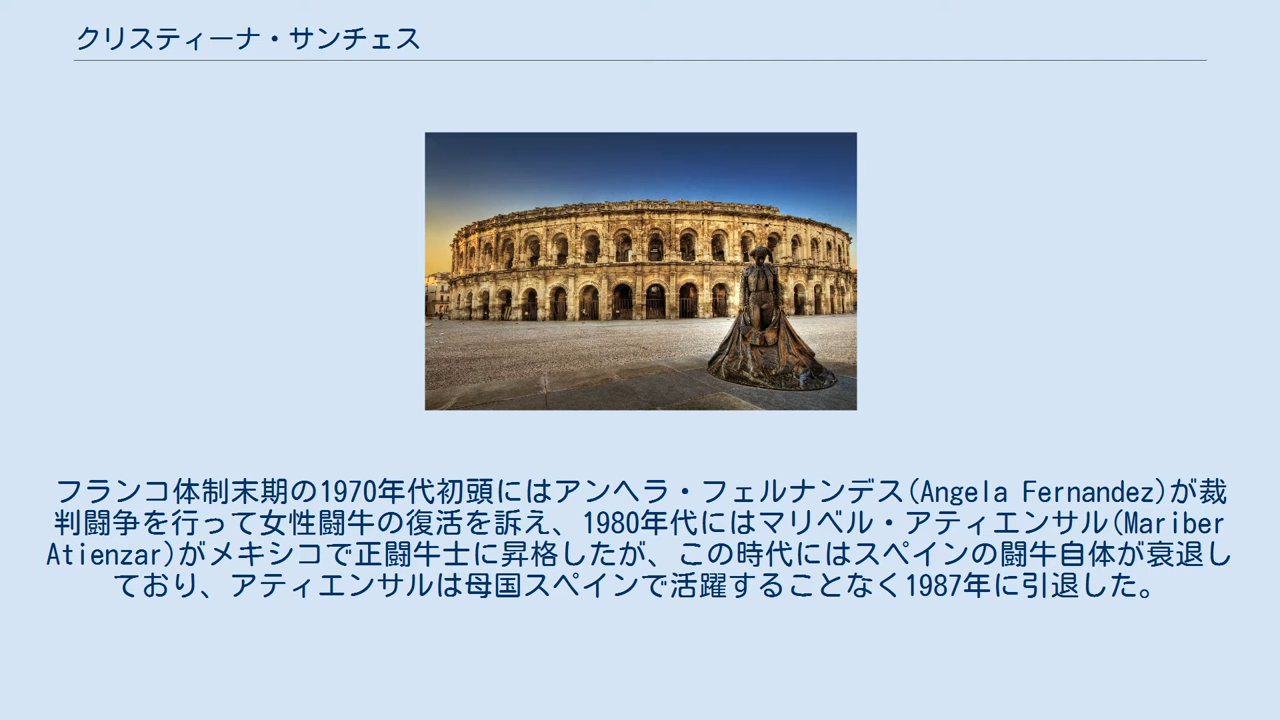 クリスティーナ・サンチェス
フランコ体制末期の1970年代初頭にはアンヘラ・フェルナンデス(Angela Fernandez)が裁
判闘争を行って女性闘牛の復活を訴え、1980年代にはマリベル・アティエンサル(Mariber
Atienzar)がメキシコで正闘牛士に昇格したが、この時代にはスペインの闘牛自体が衰退し
ており、アティエンサルは母国スペインで活躍することなく1987年に引退した。